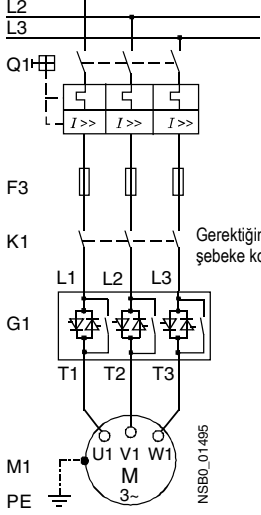 L2
L3
Q1
I>> I>> I>>
F3
K1
Gerektiğin
şebeke ko
L1 L2 L3
G1
T1 T2 T3
U1 V1 W1
M
3~
M1
PE
NSB0_01495